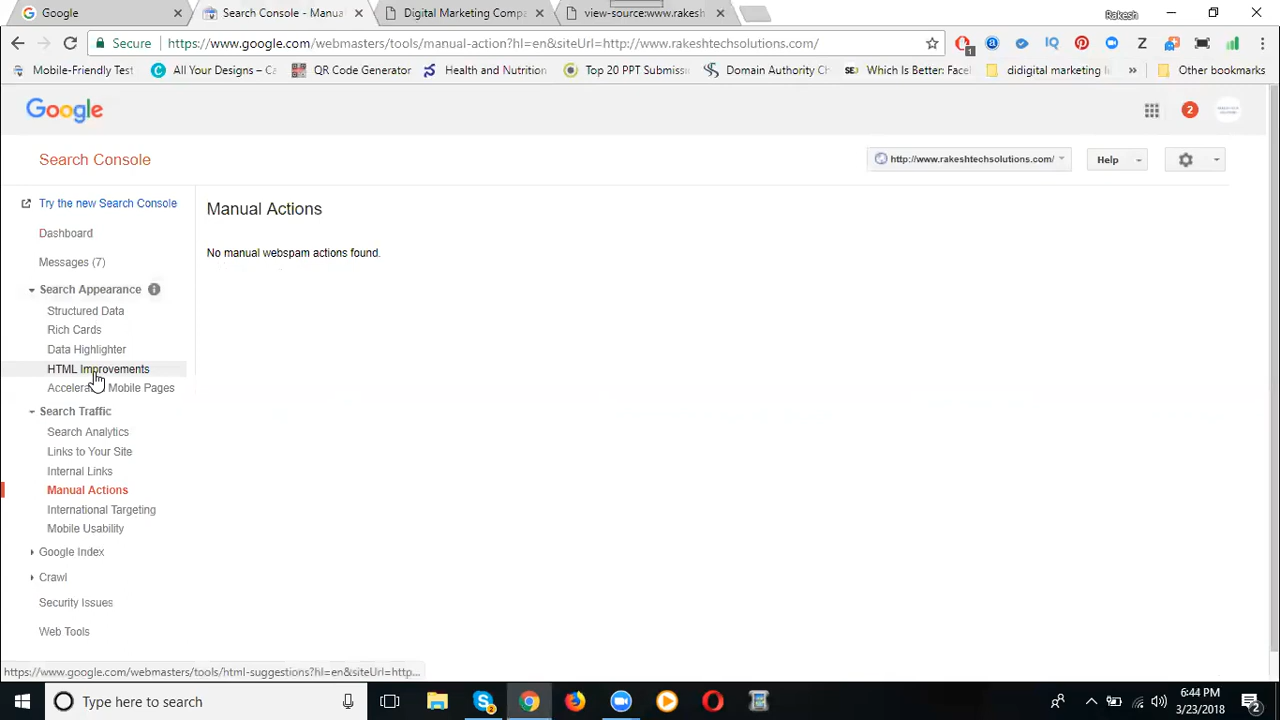 Google
Search Console - Manu
Digital Marketing Comp
view-source:www.rakesh
Rakesh
Secure
https://www.google.com/webmasters/tools/manual-action?hl=en&siteUrl=http://www.rakeshtechsolutions.com/
1
Mobile-Friendly Test
All Your Designs – Ca
QR Code Generator
Health and Nutrition
Top 20 PPT Submiss
Domain Authority Ch
Which Is Better: Facel
didigital marketing
Other bookmarks
Google
2
Search Console
http://www.rakeshtechsolutions.com/
Help
Try the new Search Console
Manual Actions
Dashboard
No manual webspam actions found.
Messages (7)
Search Appearance
Structured Data
Rich Cards
Data Highlighter
HTML Improvements
Mobile Pages
Search Traffic
Search Analytics
Links to Your Site
Internal Links
Manual Actions
International Targeting
Mobile Usability
Google Index
Crawl
Security Issues
Web Tools
https://www.google.com/webmasters/tools/html-suggestions?hl=en&siteUrl=http...
Type here to search
6:44 PM
3/23/2018
2